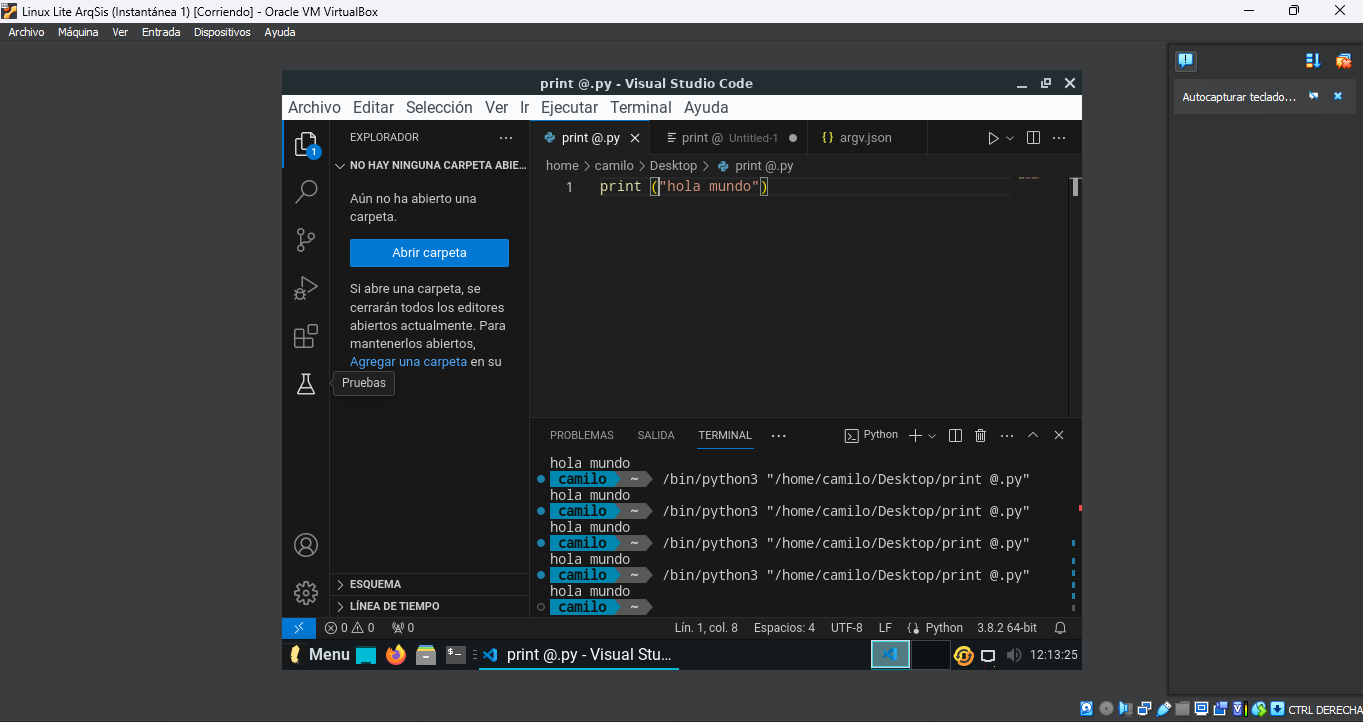 Linux Lite ArqSis (Instantánea 1) [Corriendo] - Oracle VM VirtualBox
Archivo Máquina Ver Entrada Dispositivos Ayuda
Autocapturar teclado...
print @.py - Visual Studio Code
Archivo Editar Selección Ver Ir Ejecutar Terminal Ayuda
EXPLORADOR ···
print @.py print @ Untitled-1 {} argv.json ···
NO HAY NINGUNA CARPETA ABIE...
home > camilo > Desktop > print @.py
1 print ("hola mundo")
Aún no ha abierto una
carpeta.
Abrir carpeta
Si abre una carpeta, se
cerrarán todos los editores
abiertos actualmente. Para
mantenerlos abiertos,
Agregar una carpeta en su
Pruebas
1
PROBLEMAS SALIDA TERMINAL ··· Python ···
hola mundo
camilo ~ /bin/python3 "/home/camilo/Desktop/print @.py"
hola mundo
camilo ~ /bin/python3 "/home/camilo/Desktop/print @.py"
hola mundo
camilo ~ /bin/python3 "/home/camilo/Desktop/print @.py"
hola mundo
camilo ~ /bin/python3 "/home/camilo/Desktop/print @.py"
hola mundo
camilo ~
ESQUEMA
LÍNEA DE TIEMPO
0 0 0 Lín. 1, col. 8 Espacios: 4 UTF-8 LF Python 3.8.2 64-bit
Menu print @.py - Visual Stu... 12:13:25
CTRL DERECHA